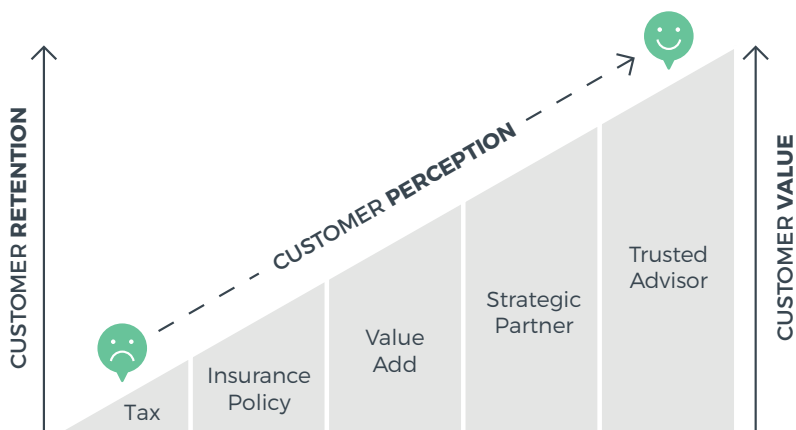 CUSTOMER RETENTION
CUSTOMER PERCEPTION
CUSTOMER VALUE
Tax
Insurance
Policy
Value
Add
Strategic
Partner
Trusted
Advisor